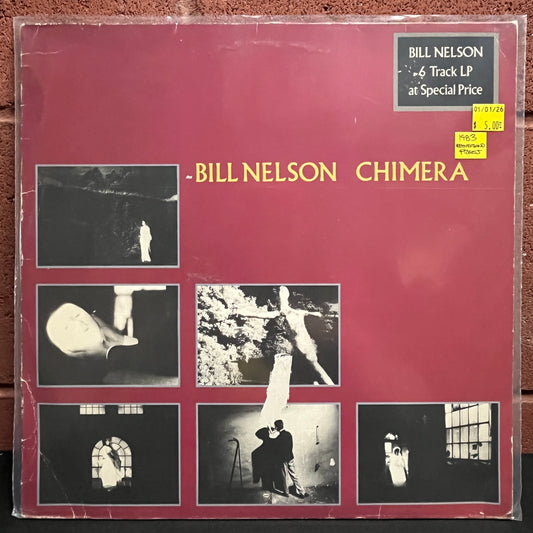 BILL NELSON
6 Track LP
at Special Price
01/01/26
$ 5.00
1983
BILL NELSON CHIMERA